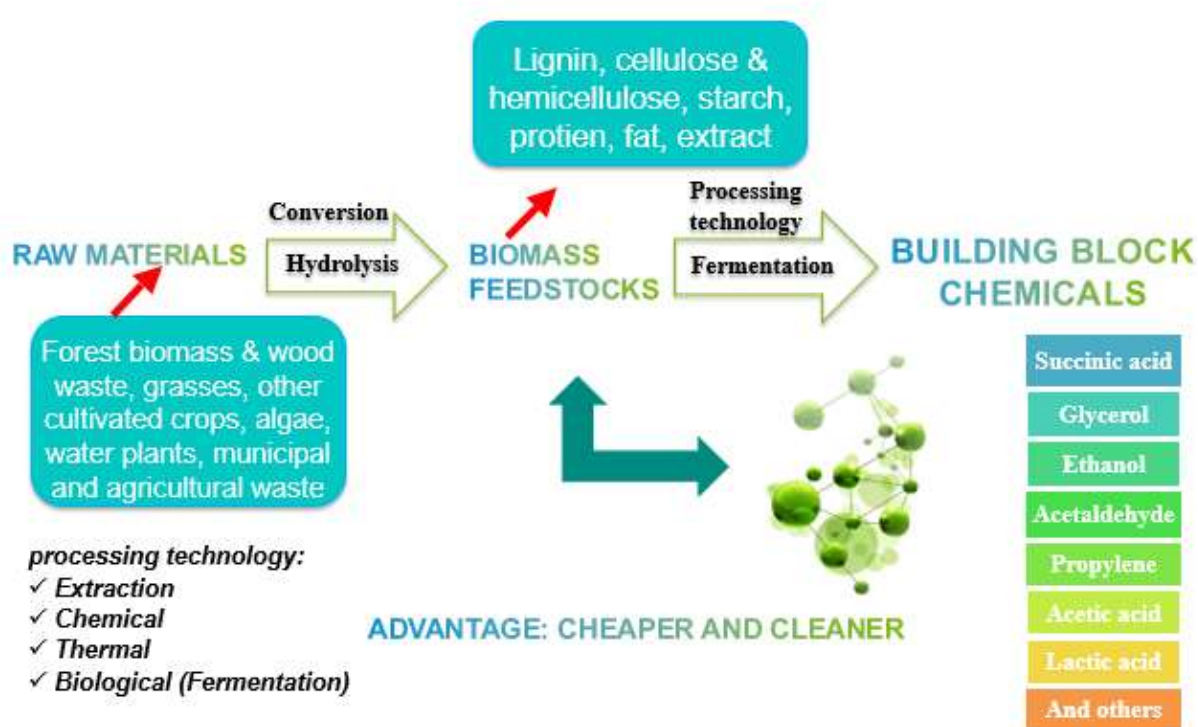 Lignin, cellulose &
hemicellulose, starch,
protien, fat, extract
RAW MATERIALS
Conversion
Hydrolysis
BIOMASS
FEEDSTOCKS
Processing
technology
Fermentation
BUILDING BLOCK
CHEMICALS
Forest biomass & wood
waste, grasses, other
cultivated crops, algae,
water plants, municipal
and agricultural waste
Succinic acid
Glycerol
Ethanol
Acetaldehyde
Propylene
Acetic acid
Lactic acid
And others
processing technology:
✓ Extraction
✓ Chemical
✓ Thermal
✓ Biological (Fermentation)
ADVANTAGE: CHEAPER AND CLEANER